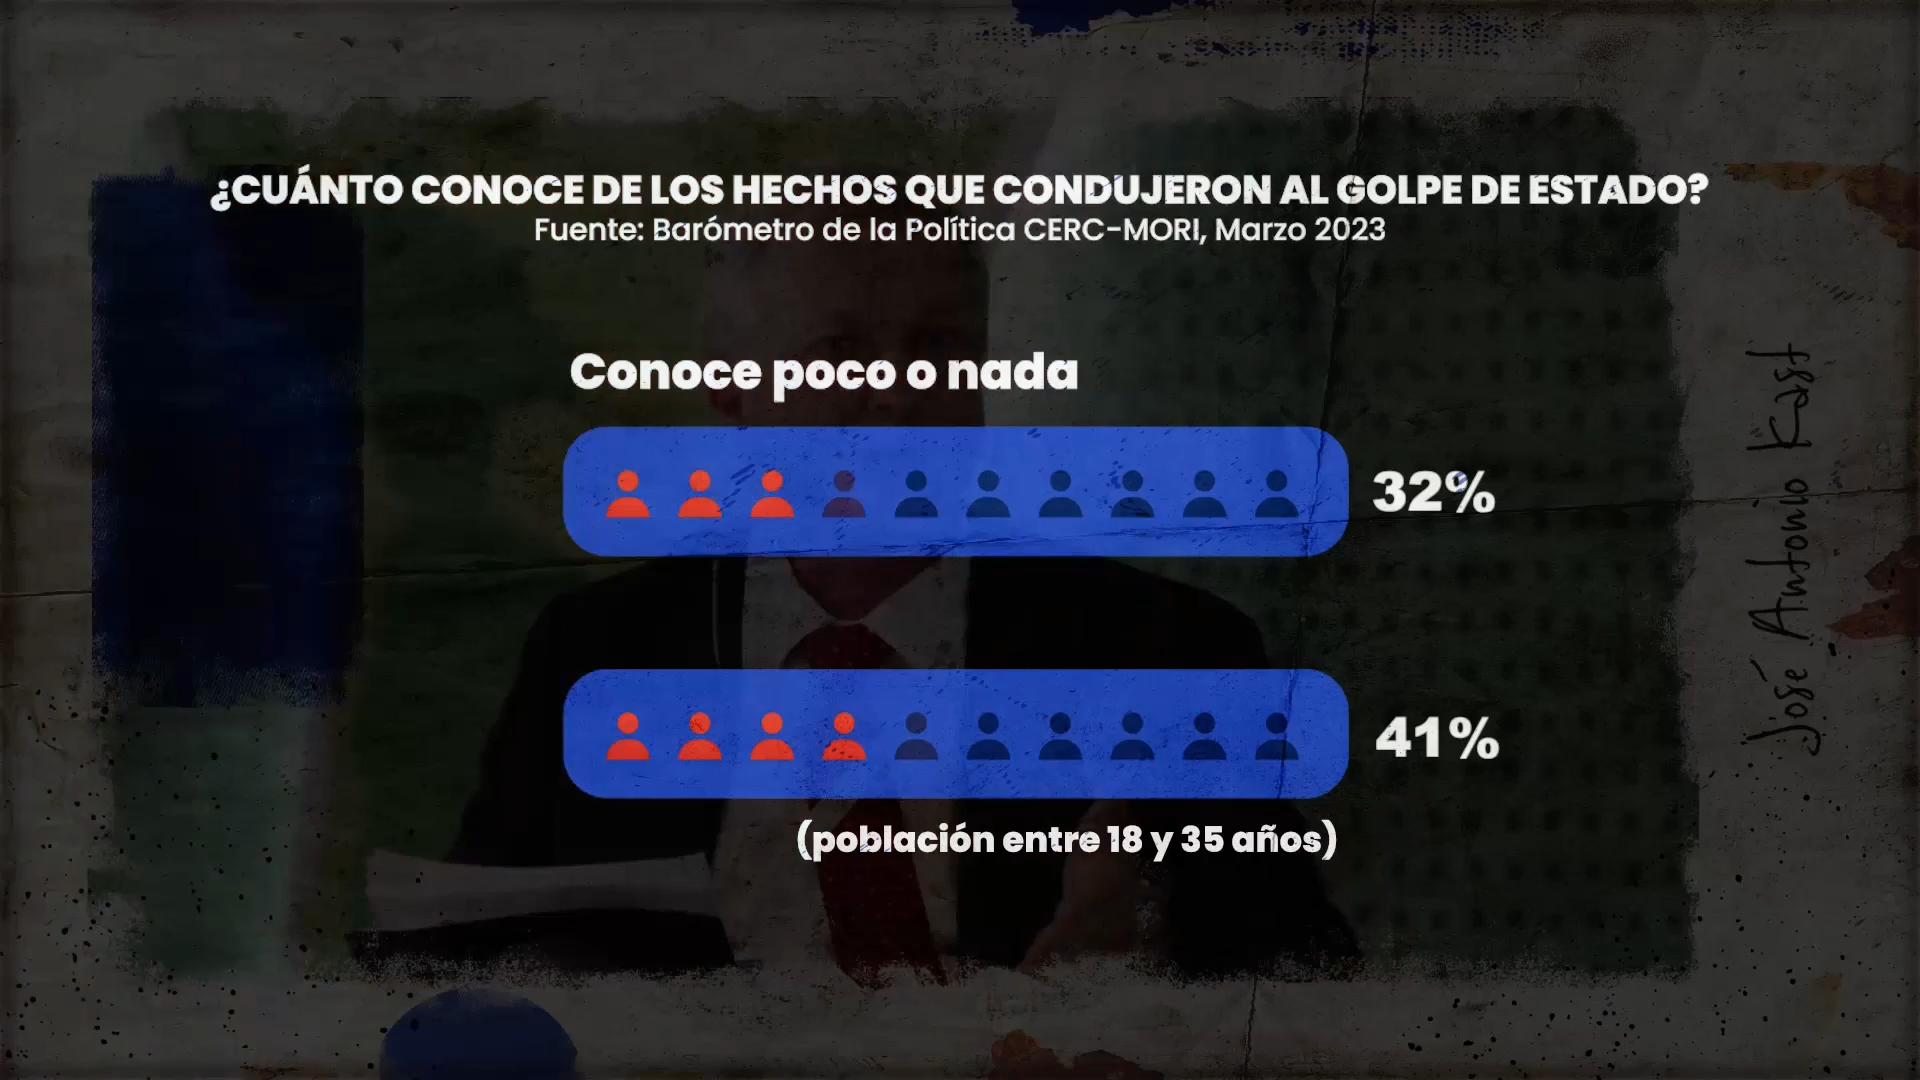 ¿CUÁNTO CONOCE DE LOS HECHOS QUE CONDUJERON AL GOLPE DE ESTADO?
Fuente: Barómetro de la Política CERC-MORI, Marzo 2023
Conoce poco o nada
32%
41%
(población entre 18 y 35 años)
José Antonio Kast